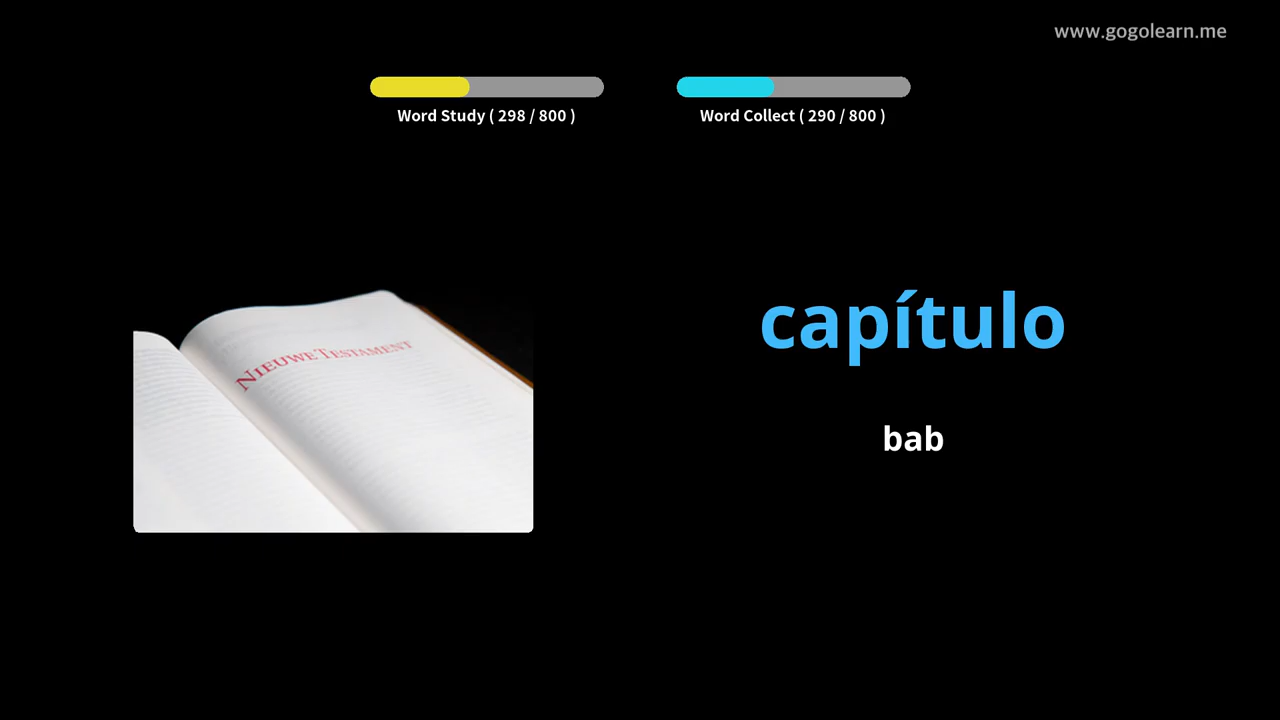 www.gogolearn.me
Word Study ( 298 / 800 )
Word Collect ( 290 / 800 )
NIEUWE TESTAMENT
capítulo
bab